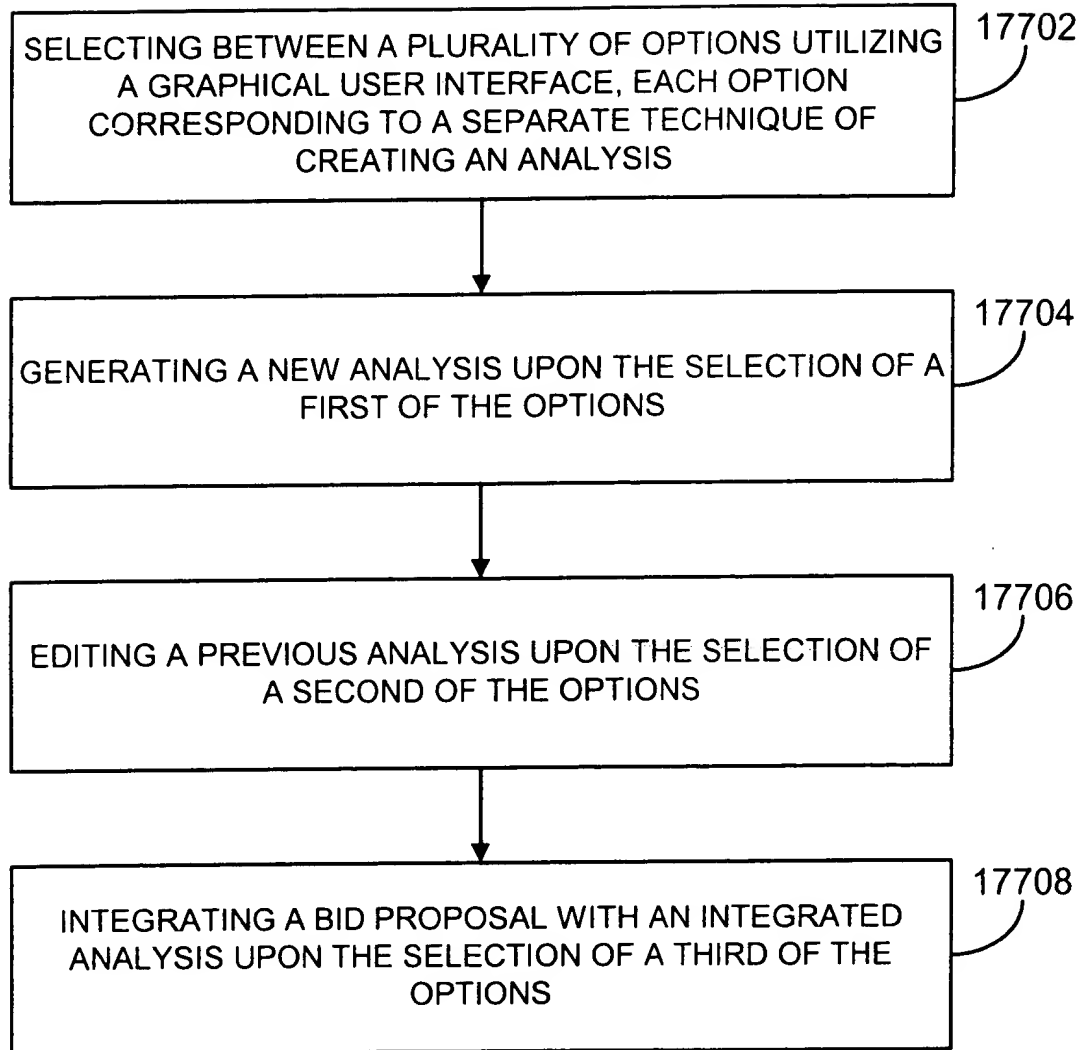 SELECTING BETWEEN A PLURALITY OF OPTIONS UTILIZING
A GRAPHICAL USER INTERFACE, EACH OPTION
CORRESPONDING TO A SEPARATE TECHNIQUE OF
CREATING AN ANALYSIS
17702
GENERATING A NEW ANALYSIS UPON THE SELECTION OF A
FIRST OF THE OPTIONS
17704
EDITING A PREVIOUS ANALYSIS UPON THE SELECTION OF
A SECOND OF THE OPTIONS
17706
INTEGRATING A BID PROPOSAL WITH AN INTEGRATED
ANALYSIS UPON THE SELECTION OF A THIRD OF THE
OPTIONS
17708